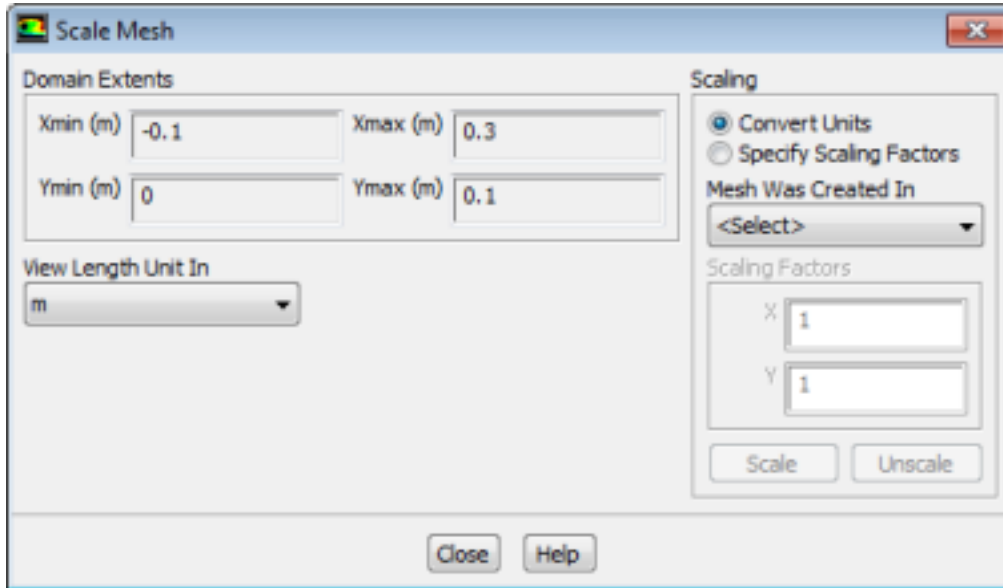 Scale Mesh
Domain Extents
Xmin (m) -0.1 Xmax (m) 0.3
Ymin (m) 0 Ymax (m) 0.1
View Length Unit In
m
Scaling
Convert Units
Specify Scaling Factors
Mesh Was Created In
<Select>
Scaling Factors
X 1
Y 1
Scale Unscale
Close Help